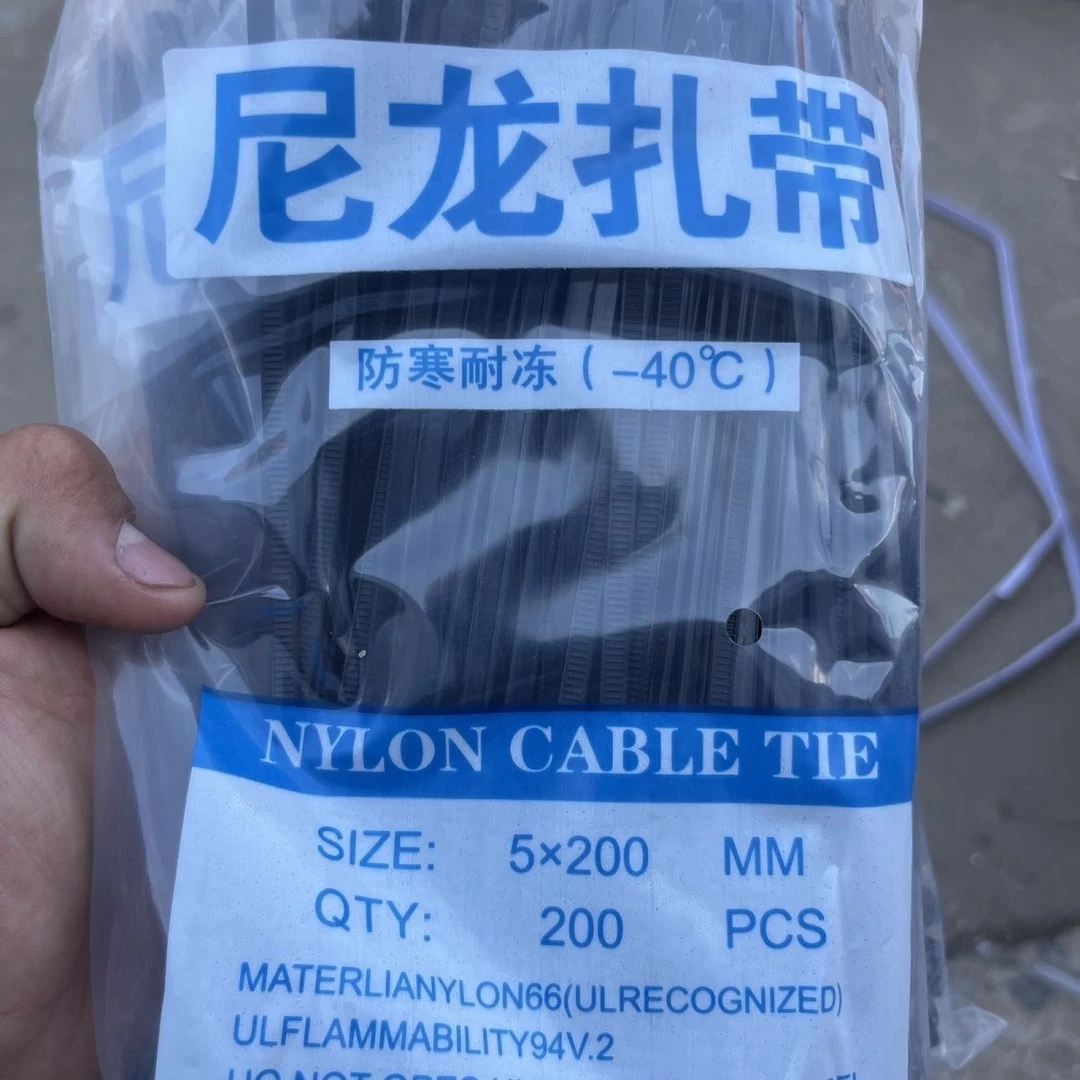 尼龙扎带
防寒耐冻(-40℃)
NYLON CABLE TIE
SIZE: 5×200 MM
QTY: 200 PCS
MATERLIANYLON66(ULRECOGNIZED)
ULFLAMMABILITY94V.2